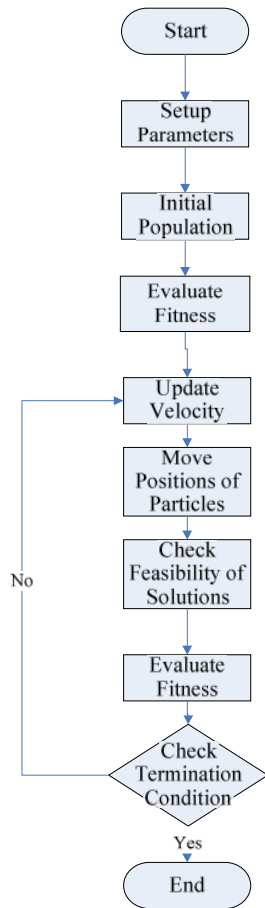 Start
Setup
Parameters
Initial
Population
Evaluate
Fitness
Update
Velocity
Move
Positions of
Particles
Check
Feasibility of
Solutions
No
Evaluate
Fitness
Check
Termination
Condition
Yes
End